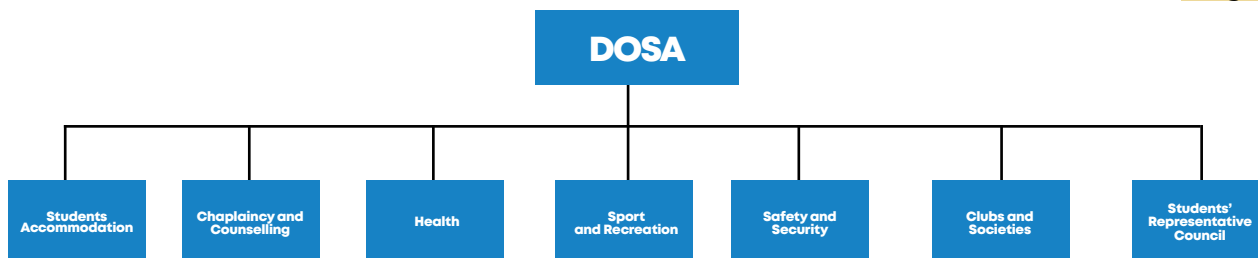 DOSA
Students
Accommodation
Chaplaincy and
Counselling
Health
Sport
and Recreation
Safety and
Security
Clubs and
Societies
Students’
Representative
Council